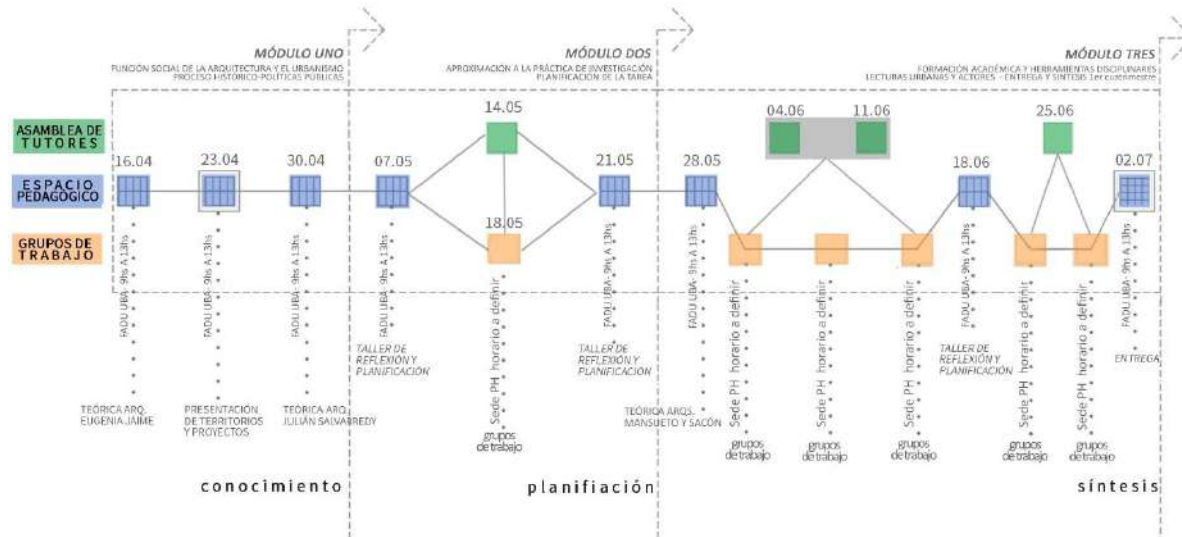 MÓDULO UNO
FUNCIÓN SOCIAL DE LA ARQUITECTURA Y EL URBANISMO
PROCESO HISTÓRICO-POLÍTICAS PÚBLICAS
MÓDULO DOS
APROXIMACIÓN A LA PRÁCTICA DE INVESTIGACIÓN
PLANIFICACIÓN DE LA TAREA
MÓDULO TRES
FORMACIÓN ACADÉMICA Y HERRAMIENTAS DISCIPLINARES
LECTURAS URBANAS Y ACTORES - ENTREGA Y SINTESIS 1er cuatrimestre
ASAMBLEA DE
TUTORES
14.05
04.06
11.06
25.06
ESPACIO
PEDAGÓGICO
16.04
23.04
30.04
07.05
21.05
28.05
18.06
02.07
GRUPOS DE
TRABAJO
18.05
FADU UBA- 9hs A 13hs
FADU UBA- 9hs A 13hs
FADU UBA- 9hs A 13hs
FADU UBA- 9hs A 13hs
Sede PH horario a definir
FADU UBA- 9hs A 13hs
FADU UBA- 9hs A 13hs
Sede PH horario a definir
Sede PH horario a definir
Sede PH horario a definir
FADU UBA- 9hs A 13hs
Sede PH horario a definir
Sede PH horario a definir
FADU UBA- 9hs A 13hs
TEÓRICA ARQ.
EUGENIA JAIME
PRESENTACIÓN
DE TERRITORIOS
Y PROYECTOS
TEÓRICA ARQ.
JULIÁN SALVARREDY
TALLER DE
REFLEXIÓN Y
PLANIFICACIÓN
grupos
de trabajo
TALLER DE
REFLEXIÓN Y
PLANIFICACIÓN
TEÓRICA ARQS.
MANSUETO Y SACÓN
grupos
de trabajo
grupos
de trabajo
grupos
de trabajo
TALLER DE
REFLEXIÓN Y
PLANIFICACIÓN
grupos
de trabajo
grupos
de trabajo
ENTREGA
conocimiento
planifiación
síntesis